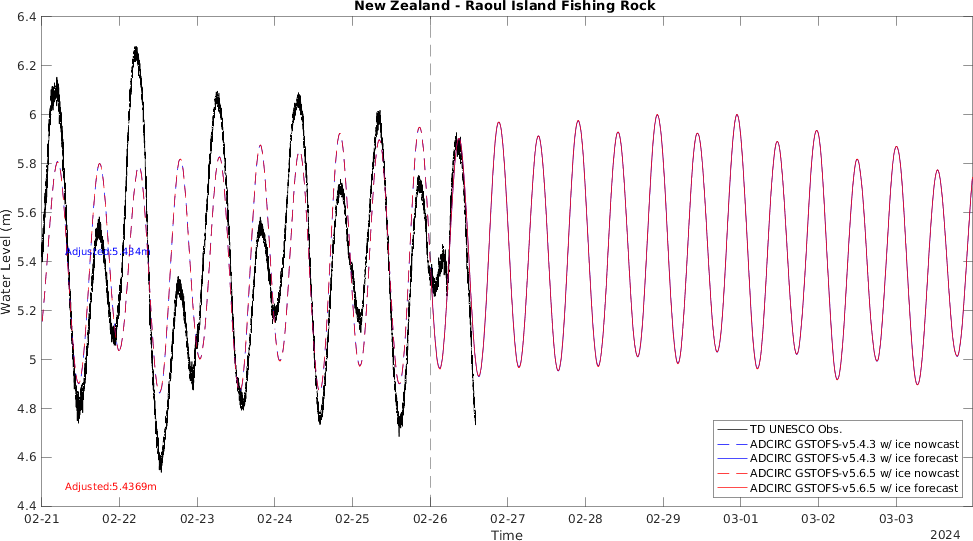 New Zealand - Raoul Island Fishing Rock
6.4
6.2
6
5.8
5.6
5.4
5.2
5
4.8
4.6
4.4
Water Level (m)
Adjusted:5.434m
Adjusted:5.4369m
TD UNESCO Obs.
ADCIRC GSTOFS-v5.4.3 w/ ice nowcast
ADCIRC GSTOFS-v5.4.3 w/ ice forecast
ADCIRC GSTOFS-v5.6.5 w/ ice nowcast
ADCIRC GSTOFS-v5.6.5 w/ ice forecast
02-21 02-22 02-23 02-24 02-25 02-26 02-27 02-28 02-29 03-01 03-02 03-03
Time
2024